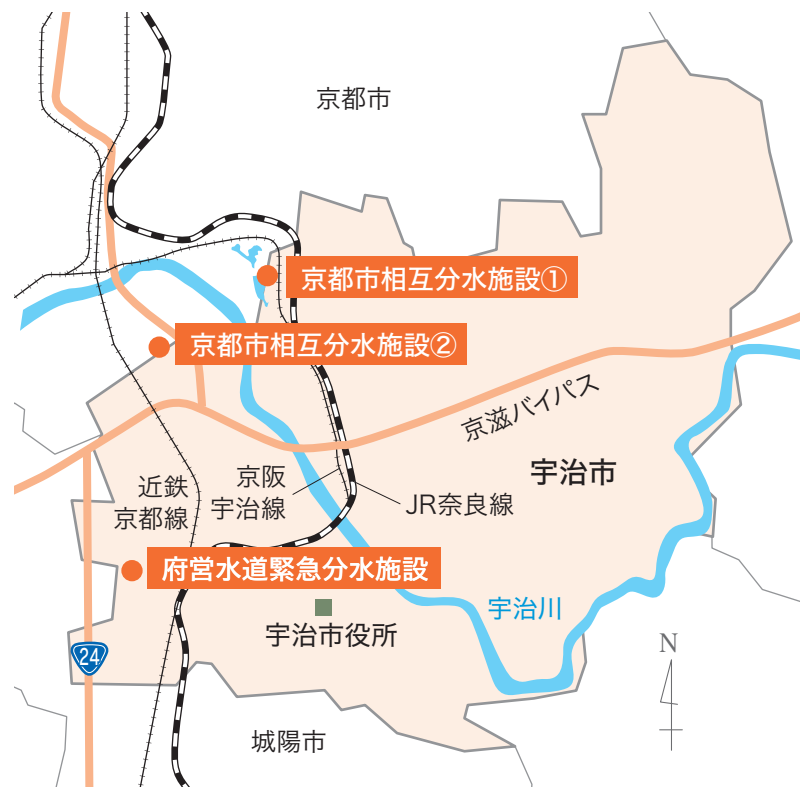 京都市
京都市相互分水施設①
京都市相互分水施設②
京滋バイパス
宇治市
近鉄
京都線
京阪
宇治線
JR奈良線
府営水道緊急分水施設
宇治川
宇治市役所
24
N
城陽市